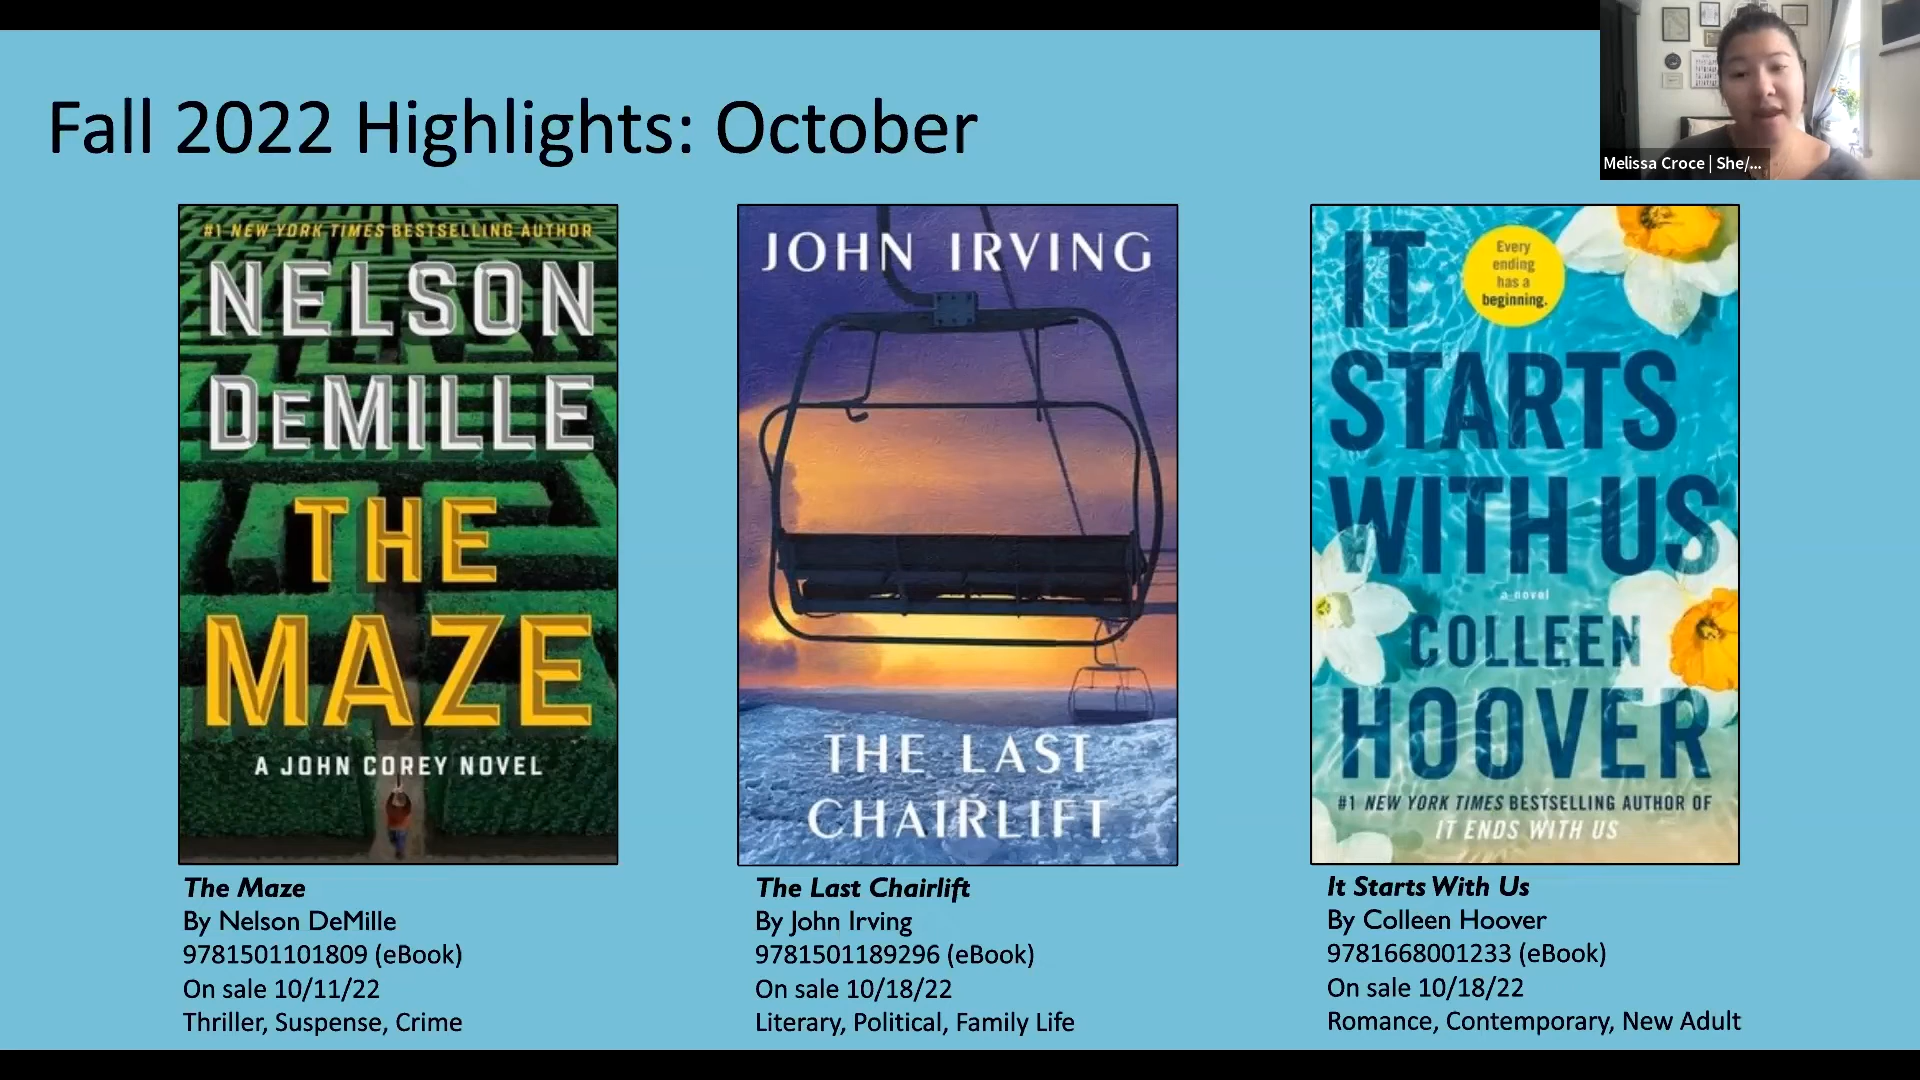 Fall 2022 Highlights: October
Melissa Croce | She/...
#1 NEW YORK TIMES BESTSELLING AUTHOR
NELSON
DEMILLE
THE
MAZE
A JOHN COREY NOVEL
The Maze
By Nelson DeMille
9781501101809 (eBook)
On sale 10/11/22
Thriller, Suspense, Crime
JOHN IRVING
THE LAST
CHAIRLIFT
The Last Chairlift
By John Irving
9781501189296 (eBook)
On sale 10/18/22
Literary, Political, Family Life
IT
Every
ending
has a
beginning.
STARTS
WITH US
a novel
COLLEEN
HOOVER
#1 NEW YORK TIMES BESTSELLING AUTHOR OF
IT ENDS WITH US
It Starts With Us
By Colleen Hoover
9781668001233 (eBook)
On sale 10/18/22
Romance, Contemporary, New Adult